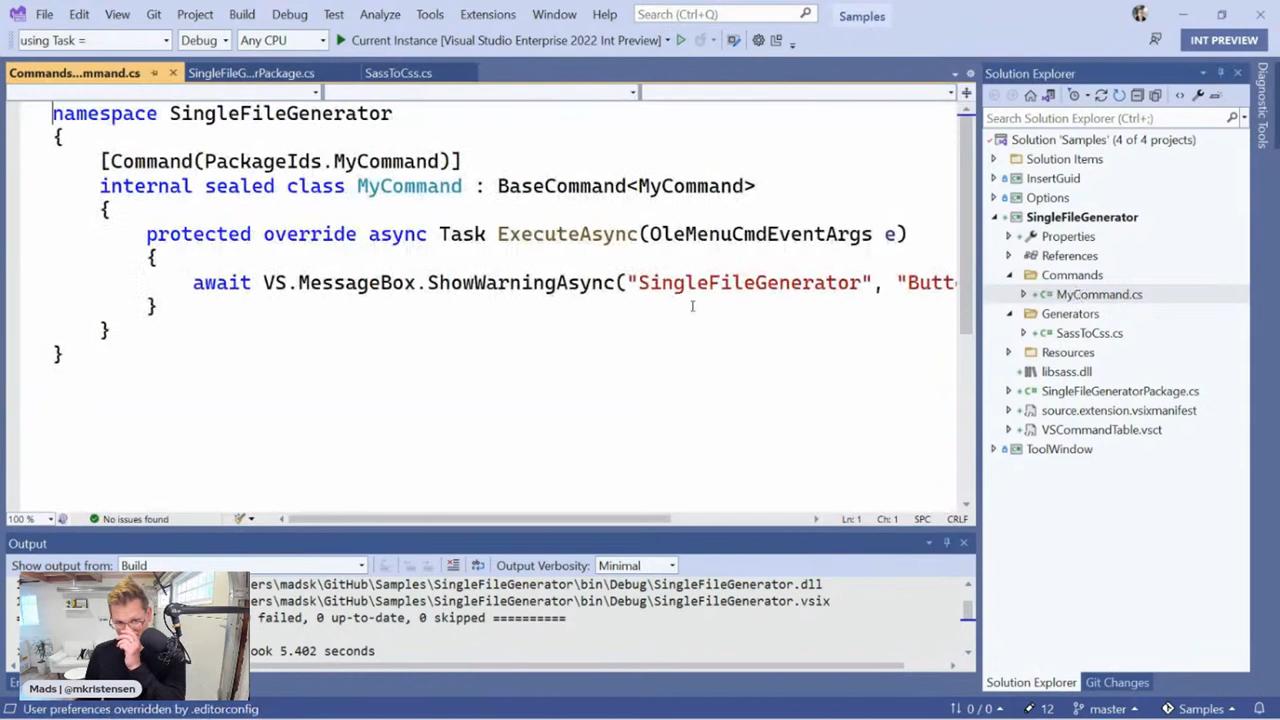 File Edit View Git Project Build Debug Test Analyze Tools Extensions Window Help Search (Ctrl+Q) Samples
using Task = Debug Any CPU Current Instance [Visual Studio Enterprise 2022 Int Preview] INT PREVIEW
Commands...mmand.cs SingleFileG...rPackage.cs SassToCss.cs
namespace SingleFileGenerator
{
[Command(PackageIds.MyCommand)]
internal sealed class MyCommand : BaseCommand<MyCommand>
{
protected override async Task ExecuteAsync(OleMenuCmdEventArgs e)
{
await VS.MessageBox.ShowWarningAsync("SingleFileGenerator", "Butt
}
}
}
100 % No issues found Ln: 1 Ch: 1 SPC CRLF
Output
Show output from: Build Output Verbosity: Minimal
ers\madsk\GitHub\Samples\SingleFileGenerator\bin\Debug\SingleFileGenerator.dll
ers\madsk\GitHub\Samples\SingleFileGenerator\bin\Debug\SingleFileGenerator.vsix
failed, 0 up-to-date, 0 skipped ==========
ook 5.402 seconds
Mads | @mkristensen
Solution Explorer
Search Solution Explorer (Ctrl+;)
Solution 'Samples' (4 of 4 projects)
Solution Items
InsertGuid
Options
SingleFileGenerator
Properties
References
Commands
MyCommand.cs
Generators
SassToCss.cs
Resources
libsass.dll
SingleFileGeneratorPackage.cs
source.extension.vsixmanifest
VSCommandTable.vsct
ToolWindow
Solution Explorer Git Changes
Diagnostic Tools
User preferences overridden by .editorconfig 0 / 0 12 master Samples